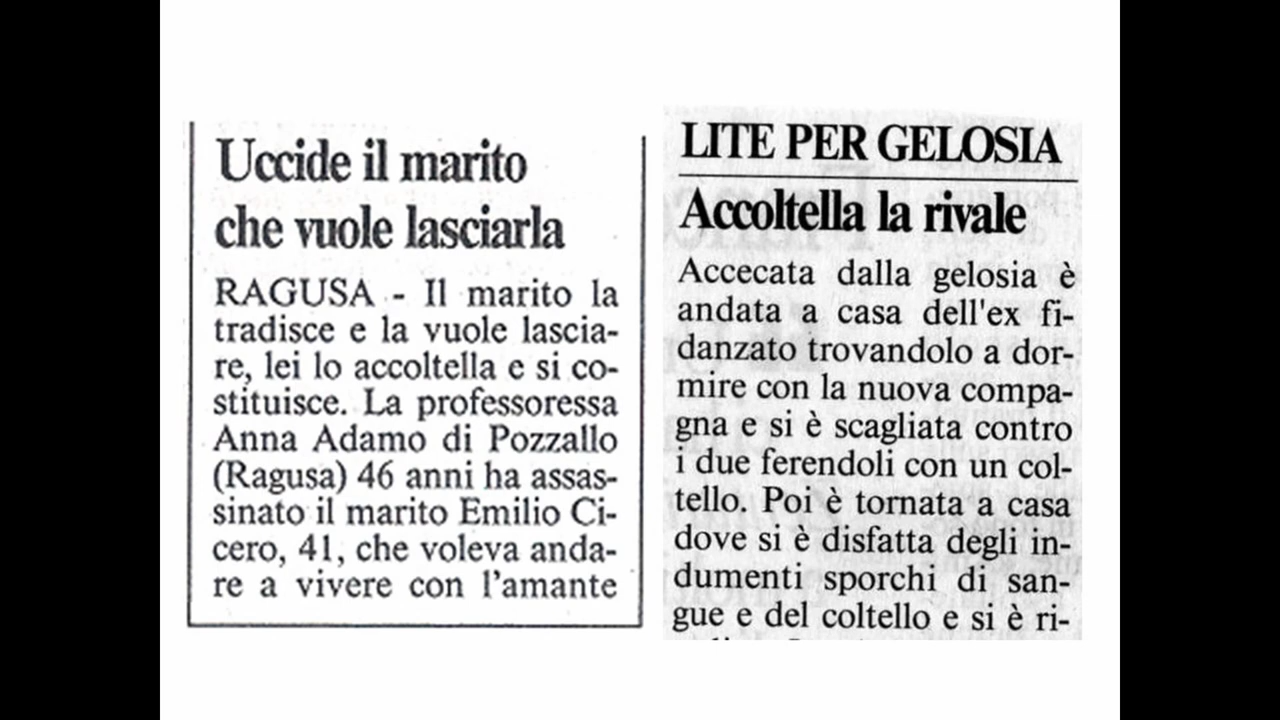 Uccide il marito
che vuole lasciarla
RAGUSA - Il marito la
tradisce e la vuole lascia-
re, lei lo accoltella e si co-
stituisce. La professoressa
Anna Adamo di Pozzallo
(Ragusa) 46 anni ha assas-
sinato il marito Emilio Ci-
cero, 41, che voleva anda-
re a vivere con l'amante
LITE PER GELOSIA
Accoltella la rivale
Accecata dalla gelosia è
andata a casa dell'ex fi-
danzato trovandolo a dor-
mire con la nuova compa-
gna e si è scagliata contro
i due ferendoli con un col-
tello. Poi è tornata a casa
dove si è disfatta degli in-
dumenti sporchi di san-
gue e del coltello e si è ri-